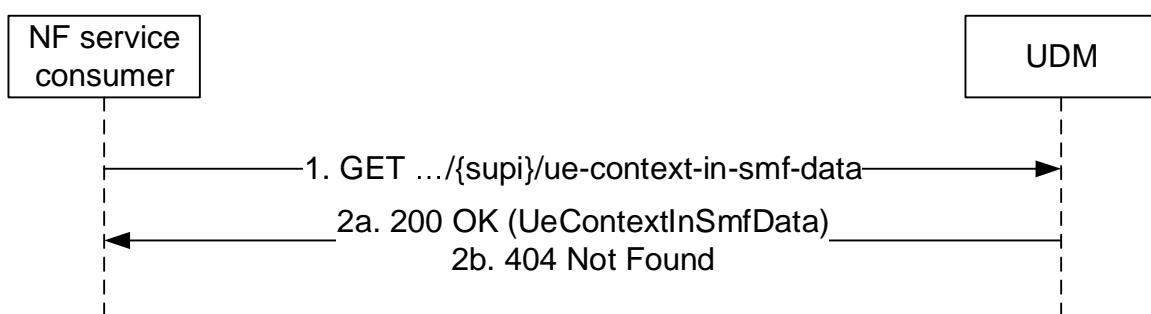 NF service
consumer
UDM
1. GET …/{supi}/ue-context-in-smf-data
2a. 200 OK (UeContextInSmfData)
2b. 404 Not Found